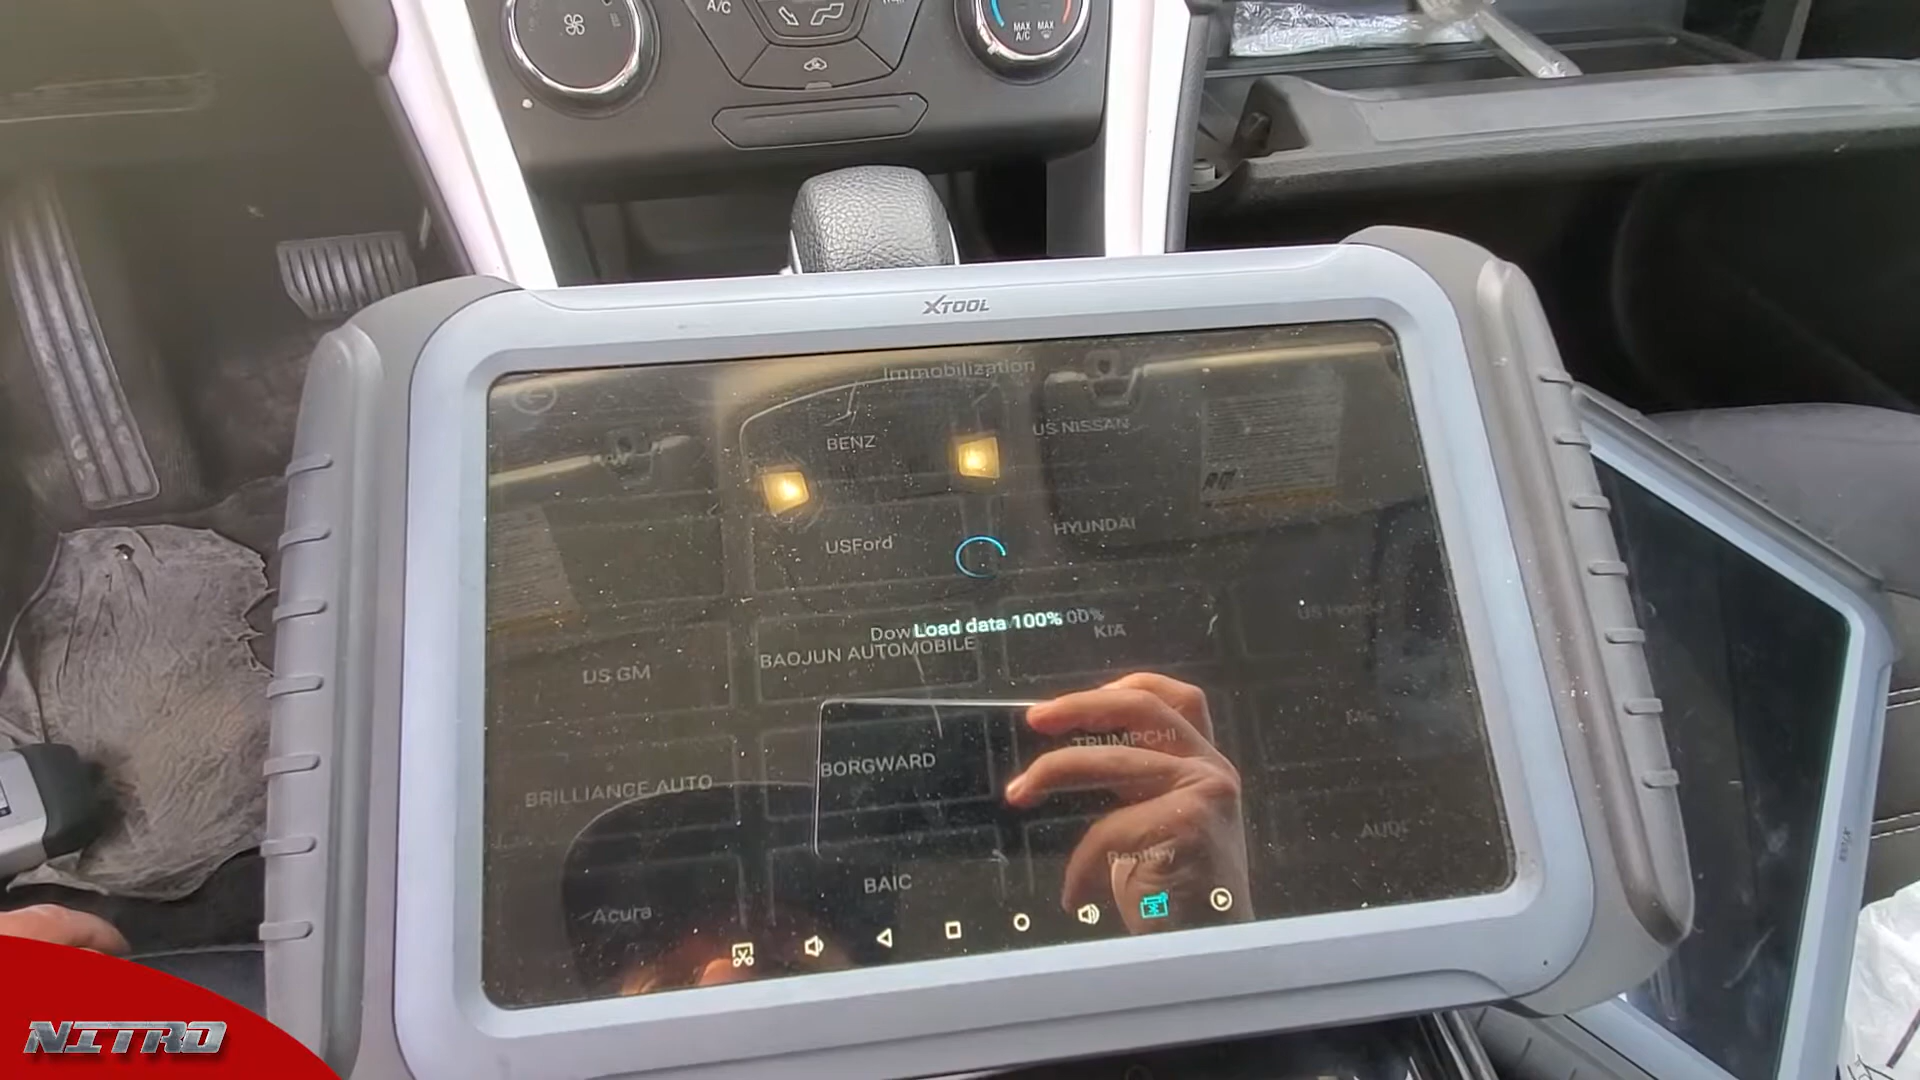 A/C
MAX
A/C
MAX
XTOOL
Immobilization
BENZ
US NISSAN
USFord
HYUNDAI
Load data 100%
KIA
US GM
BAOJUN AUTOMOBILE
BRILLIANCE AUTO
BORGWARD
TRUMPCHI
AUDI
Acura
BAIC
Bentley
XTOOL
NITRO